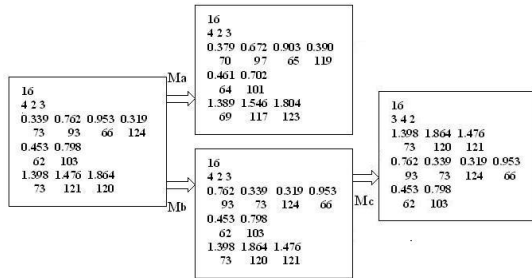 16
4 2 3
0.339 0.762 0.953 0.319
73 93 66 124
0.453 0.798
62 103
1.398 1.476 1.864
73 121 120
Ma
16
4 2 3
0.379 0.672 0.903 0.390
70 97 65 119
0.461 0.702
64 101
1.389 1.546 1.804
69 117 123
Mb
16
4 2 3
0.762 0.339 0.319 0.953
93 73 124 66
0.453 0.798
62 103
1.398 1.864 1.476
73 120 121
Mc
16
3 4 2
1.398 1.864 1.476
73 120 121
0.762 0.339 0.319 0.953
93 73 124 66
0.453 0.798
62 103